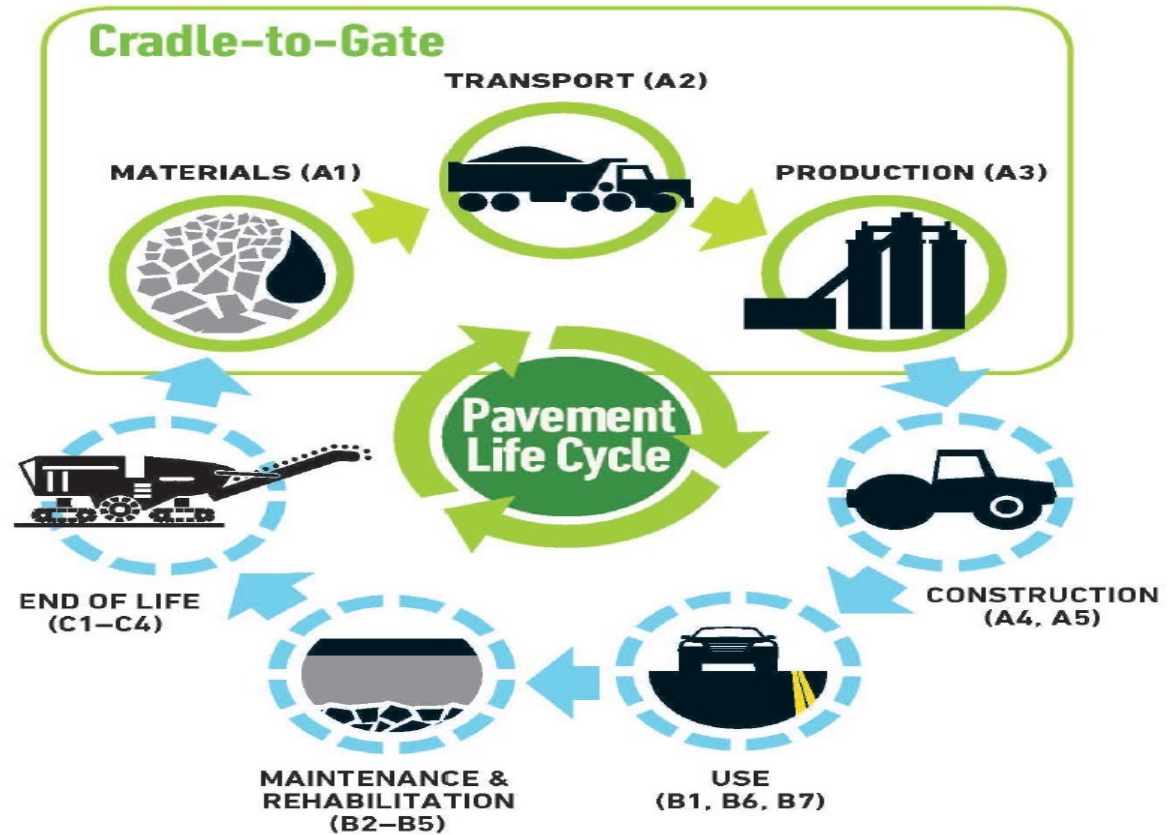 Cradle-to-Gate
TRANSPORT (A2)
MATERIALS (A1)
PRODUCTION (A3)
Pavement
Life Cycle
END OF LIFE
(C1–C4)
CONSTRUCTION
(A4, A5)
MAINTENANCE &
REHABILITATION
(B2–B5)
USE
(B1, B6, B7)